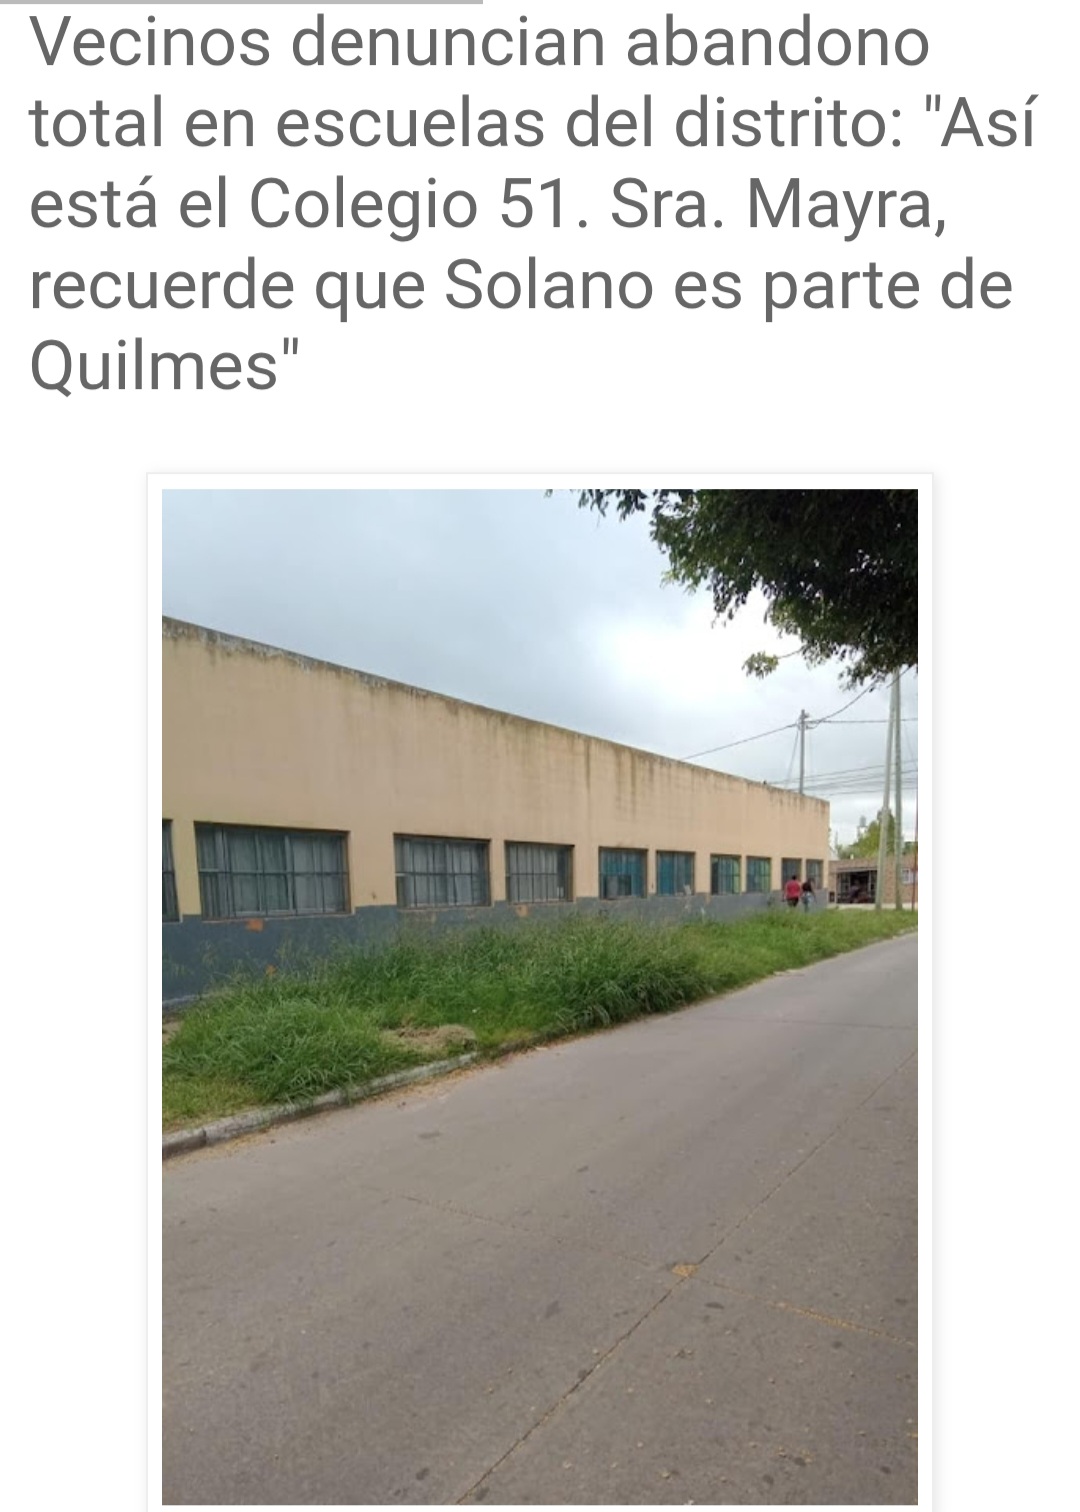 Vecinos denuncian abandono
total en escuelas del distrito: "Así
está el Colegio 51. Sra. Mayra,
recuerde que Solano es parte de
Quilmes"